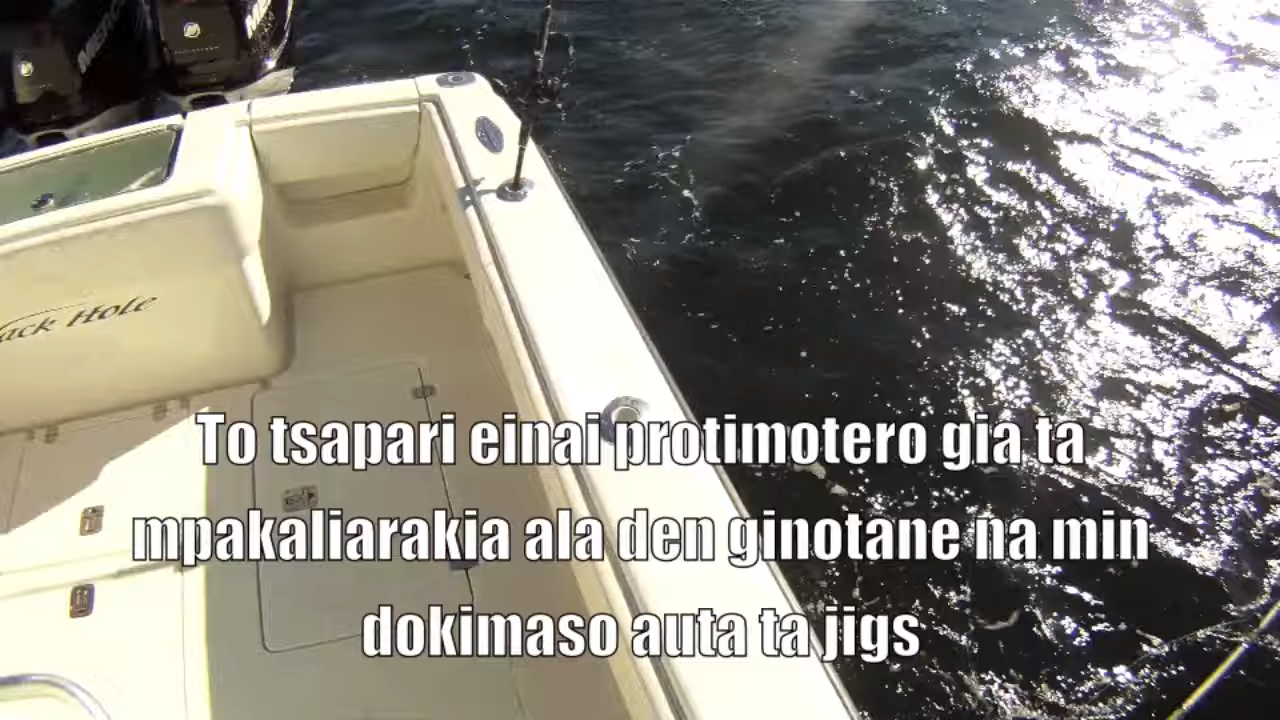 ack Hole
To tsapari einai protimotero gia ta
mpakaliarakia ala den ginotane na min
dokimaso auta ta jigs